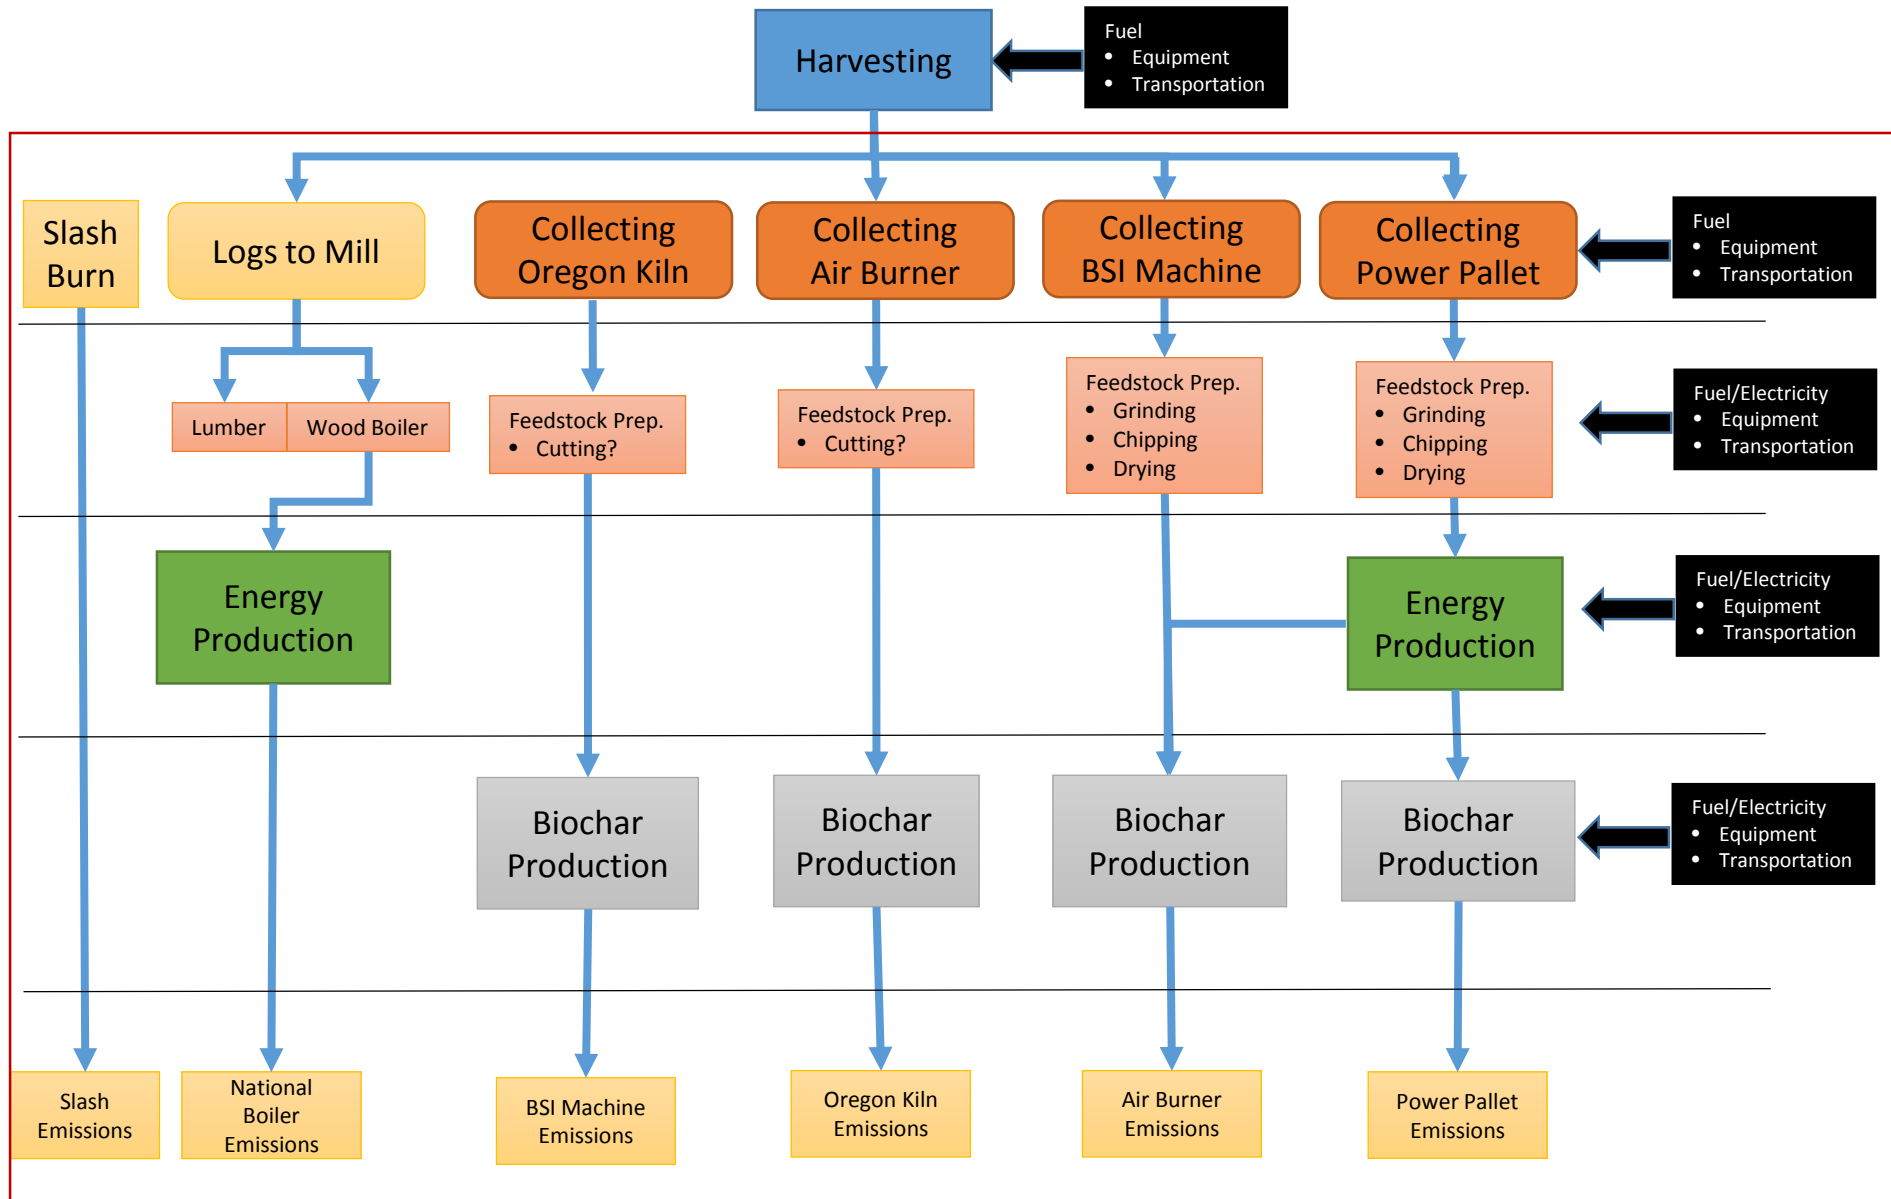 Harvesting
Fuel
• Equipment
• Transportation
Slash
Burn
Logs to Mill
Collecting
Oregon Kiln
Collecting
Air Burner
Collecting
BSI Machine
Collecting
Power Pallet
Fuel
• Equipment
• Transportation
Lumber
Wood Boiler
Feedstock Prep.
• Cutting?
Feedstock Prep.
• Cutting?
Feedstock Prep.
• Grinding
• Chipping
• Drying
Feedstock Prep.
• Grinding
• Chipping
• Drying
Fuel/Electricity
• Equipment
• Transportation
Energy
Production
Energy
Production
Fuel/Electricity
• Equipment
• Transportation
Biochar
Production
Biochar
Production
Biochar
Production
Biochar
Production
Fuel/Electricity
• Equipment
• Transportation
Slash
Emissions
National
Boiler
Emissions
BSI Machine
Emissions
Oregon Kiln
Emissions
Air Burner
Emissions
Power Pallet
Emissions